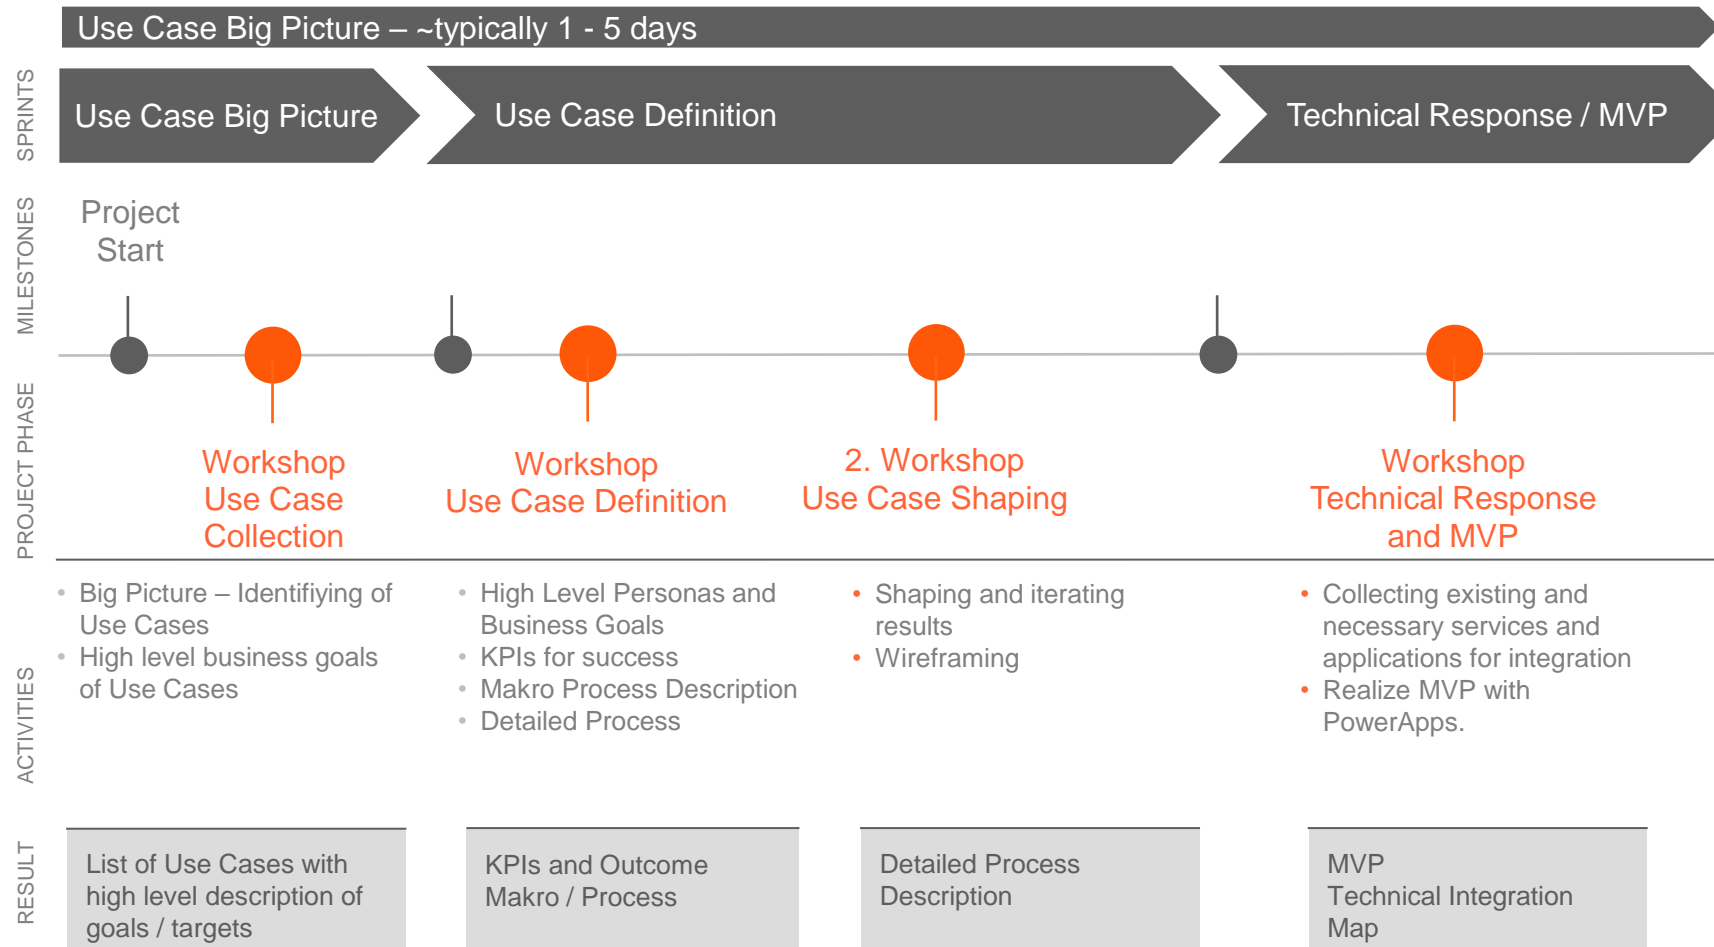 Use Case Big Picture – ~typically 1 - 5 days
SPRINTS
Use Case Big Picture
Use Case Definition
Technical Response / MVP
MILESTONES
Project
Start
PROJECT PHASE
Workshop
Use Case
Collection
Workshop
Use Case Definition
2. Workshop
Use Case Shaping
Workshop
Technical Response
and MVP
ACTIVITIES
• Big Picture – Identifiying of
Use Cases
• High level business goals
of Use Cases
• High Level Personas and
Business Goals
• KPIs for success
• Makro Process Description
• Detailed Process
• Shaping and iterating
results
• Wireframing
• Collecting existing and
necessary services and
applications for integration
• Realize MVP with
PowerApps.
RESULT
List of Use Cases with
high level description of
goals / targets
KPIs and Outcome
Makro / Process
Detailed Process
Description
MVP
Technical Integration
Map